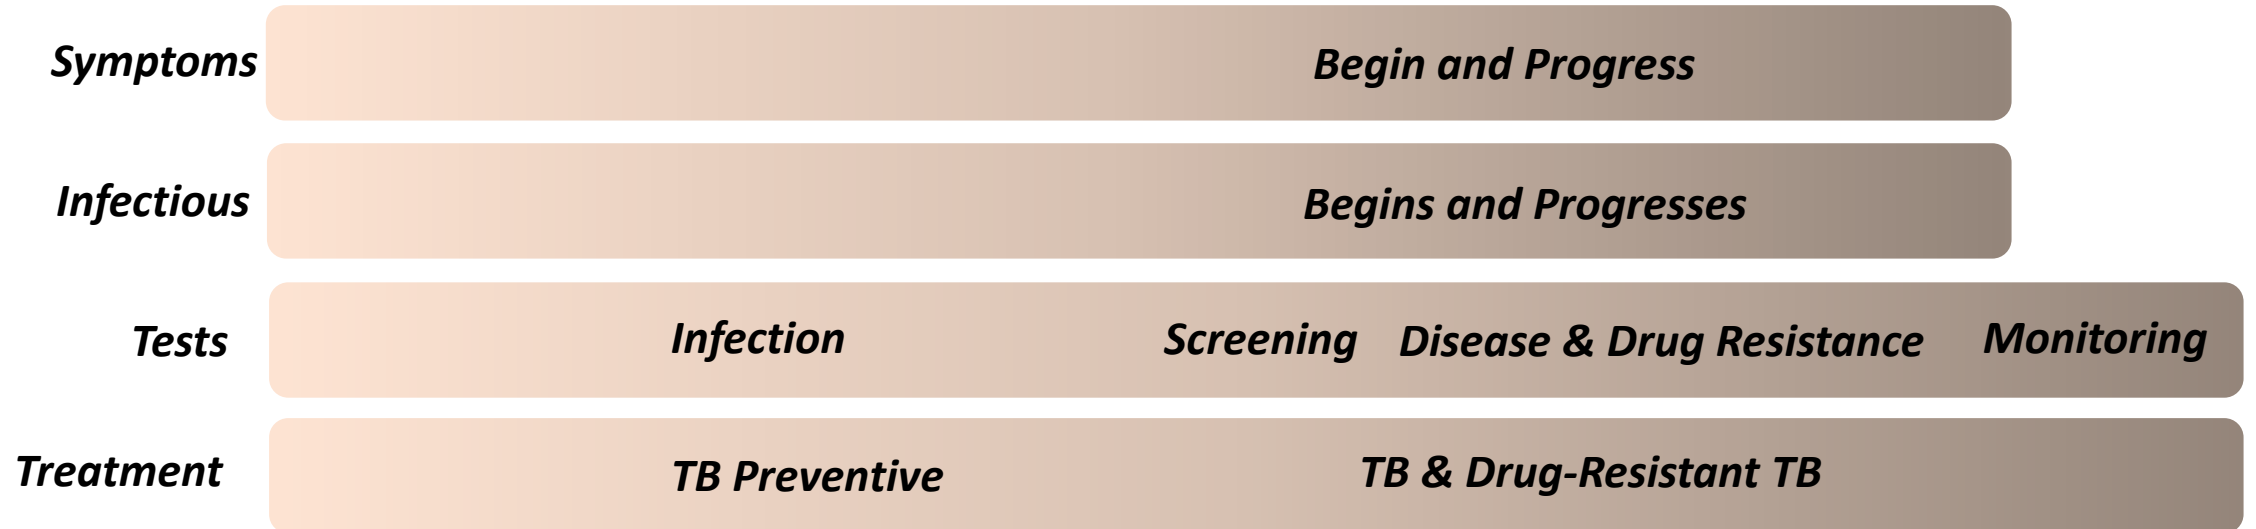 Symptoms Begin and Progress
Infectious Begins and Progresses
Tests Infection Screening Disease & Drug Resistance Monitoring
Treatment TB Preventive TB & Drug-Resistant TB